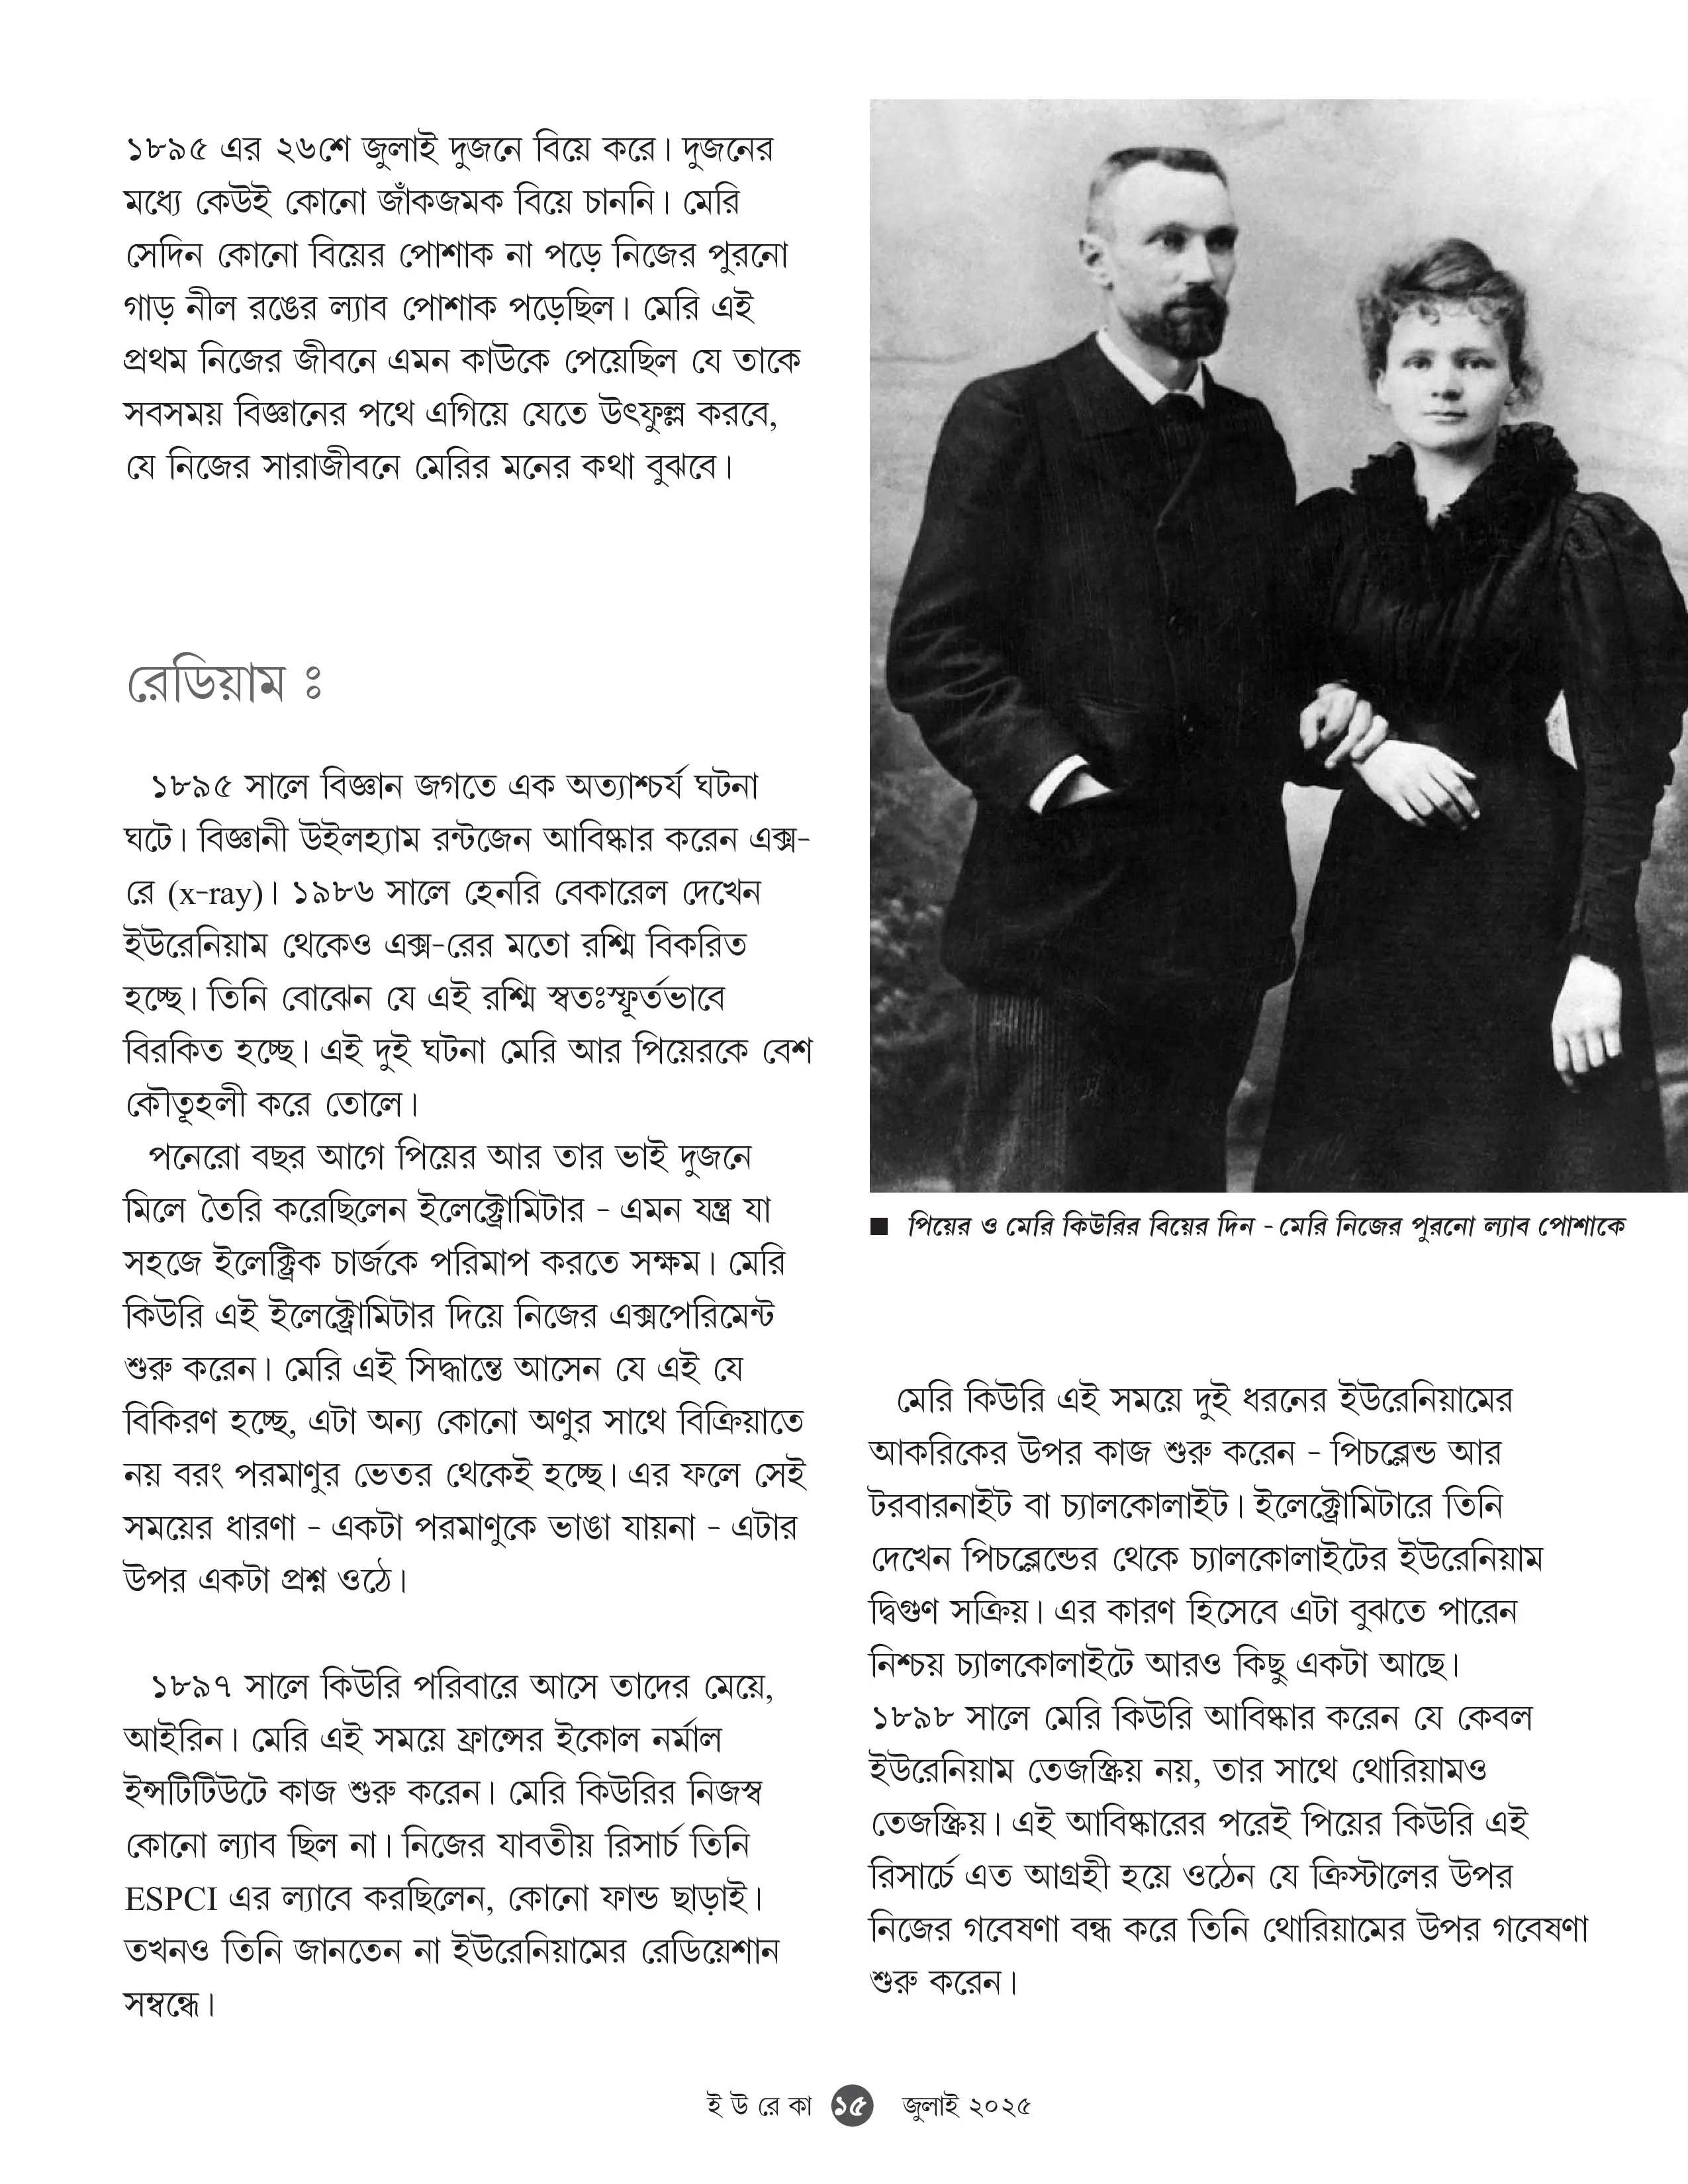 ১৮৯৫ এর ২৬শে জুলাই দুজনে বিয়ে করে। দুজনের
মধ্যে কেউই কোনো জাঁকজমক বিয়ে চাননি। মেরি
সেদিন কোনো বিয়ের পোশাক না পড়ে নিজের পুরনো
গাড় নীল রঙের ল্যাব পোশাক পড়েছিল। মেরি এই
প্রথম নিজের জীবনে এমন কাউকে পেয়েছিল যে তাকে
সবসময় বিজ্ঞানের পথে এগিয়ে যেতে উৎফুল্ল করবে,
যে নিজের সারাজীবনে মেরির মনের কথা বুঝবে।
রেডিয়াম ঃ
১৮৯৫ সালে বিজ্ঞান জগতে এক অত্যাশ্চর্য ঘটনা
ঘটে। বিজ্ঞানী উইলহ্যাম রন্টজেন আবিষ্কার করেন এক্স-
রে (x-ray)। ১৯৮৬ সালে হেনরি বেকারেল দেখেন
ইউরেনিয়াম থেকেও এক্স-রের মতো রশ্মি বিকরিত
হচ্ছে। তিনি বোঝেন যে এই রশ্মি স্বতঃস্ফূর্তভাবে
বিরকিত হচ্ছে। এই দুই ঘটনা মেরি আর পিয়েরকে বেশ
কৌতূহলী করে তোলে।
পনেরো বছর আগে পিয়ের আর তার ভাই দুজনে
মিলে তৈরি করেছিলেন ইলেক্ট্রোমিটার - এমন যন্ত্র যা
সহজে ইলেক্ট্রিক চার্জকে পরিমাপ করতে সক্ষম। মেরি
কিউরি এই ইলেক্ট্রোমিটার দিয়ে নিজের এক্সপেরিমেন্ট
শুরু করেন। মেরি এই সিদ্ধান্তে আসেন যে এই যে
বিকিরণ হচ্ছে, এটা অন্য কোনো অণুর সাথে বিক্রিয়াতে
নয় বরং পরমাণুর ভেতর থেকেই হচ্ছে। এর ফলে সেই
সময়ের ধারণা - একটা পরমাণুকে ভাঙা যায়না - এটার
উপর একটা প্রশ্ন ওঠে।
১৮৯৭ সালে কিউরি পরিবারে আসে তাদের মেয়ে,
আইরিন। মেরি এই সময়ে ফ্রান্সের ইকোল নর্মাল
ইন্সটিটিউটে কাজ শুরু করেন। মেরি কিউরির নিজস্ব
কোনো ল্যাব ছিল না। নিজের যাবতীয় রিসার্চ তিনি
ESPCI এর ল্যাবে করছিলেন, কোনো ফান্ড ছাড়াই।
তখনও তিনি জানতেন না ইউরেনিয়ামের রেডিয়েশান
সম্বন্ধে।
■ পিয়ের ও মেরি কিউরির বিয়ের দিন - মেরি নিজের পুরনো ল্যাব পোশাকে
মেরি কিউরি এই সময়ে দুই ধরনের ইউরেনিয়ামের
আকরিকের উপর কাজ শুরু করেন - পিচব্লেন্ড আর
টরবারনাইট বা চ্যালকোলাইট। ইলেক্ট্রোমিটারে তিনি
দেখেন পিচব্লেন্ডের থেকে চ্যালকোলাইটের ইউরেনিয়াম
দ্বিগুণ সক্রিয়। এর কারণ হিসেবে এটা বুঝতে পারেন
নিশ্চয় চ্যালকোলাইটে আরও কিছু একটা আছে।
১৮৯৮ সালে মেরি কিউরি আবিষ্কার করেন যে কেবল
ইউরেনিয়াম তেজস্ক্রিয় নয়, তার সাথে থোরিয়ামও
তেজস্ক্রিয়। এই আবিষ্কারের পরেই পিয়ের কিউরি এই
রিসার্চে এত আগ্রহী হয়ে ওঠেন যে ক্রিস্টালের উপর
নিজের গবেষণা বন্ধ করে তিনি থোরিয়ামের উপর গবেষণা
শুরু করেন।
ই উ রে কা ১৫ জুলাই ২০২৫